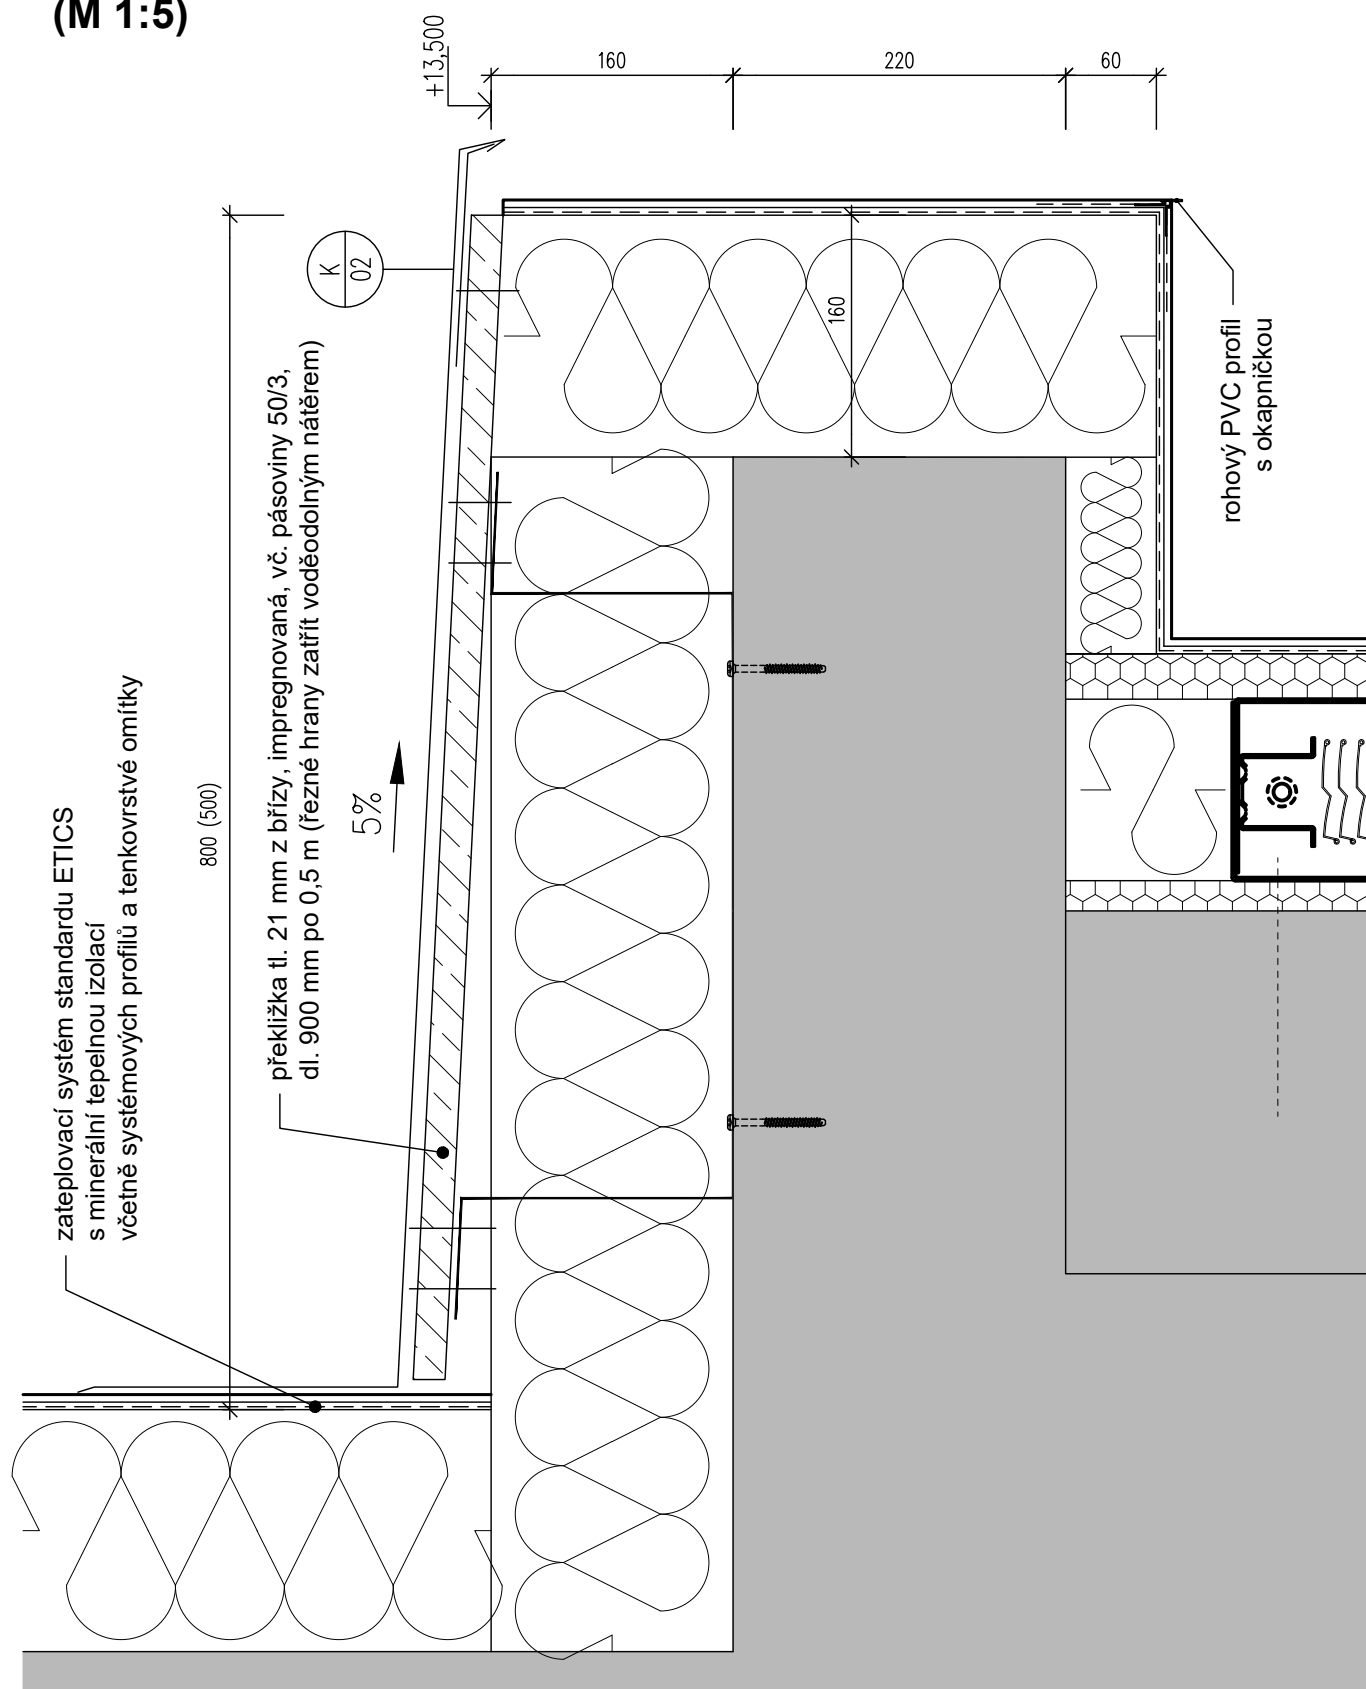 (M 1:5)
+13,500
160
220
60
K
02
800 (500)
160
5%
zateplovací systém standardu ETICS
s minerální tepelnou izolací
včetně systémových profilů a tenkovrstvé omítky
překližka tl. 21 mm z břízy, impregnovaná, vč. pásoviny 50/3,
dl. 900 mm po 0,5 m (řezné hrany zatřít voděodolným nátěrem)
rohový PVC profil
s okapničkou